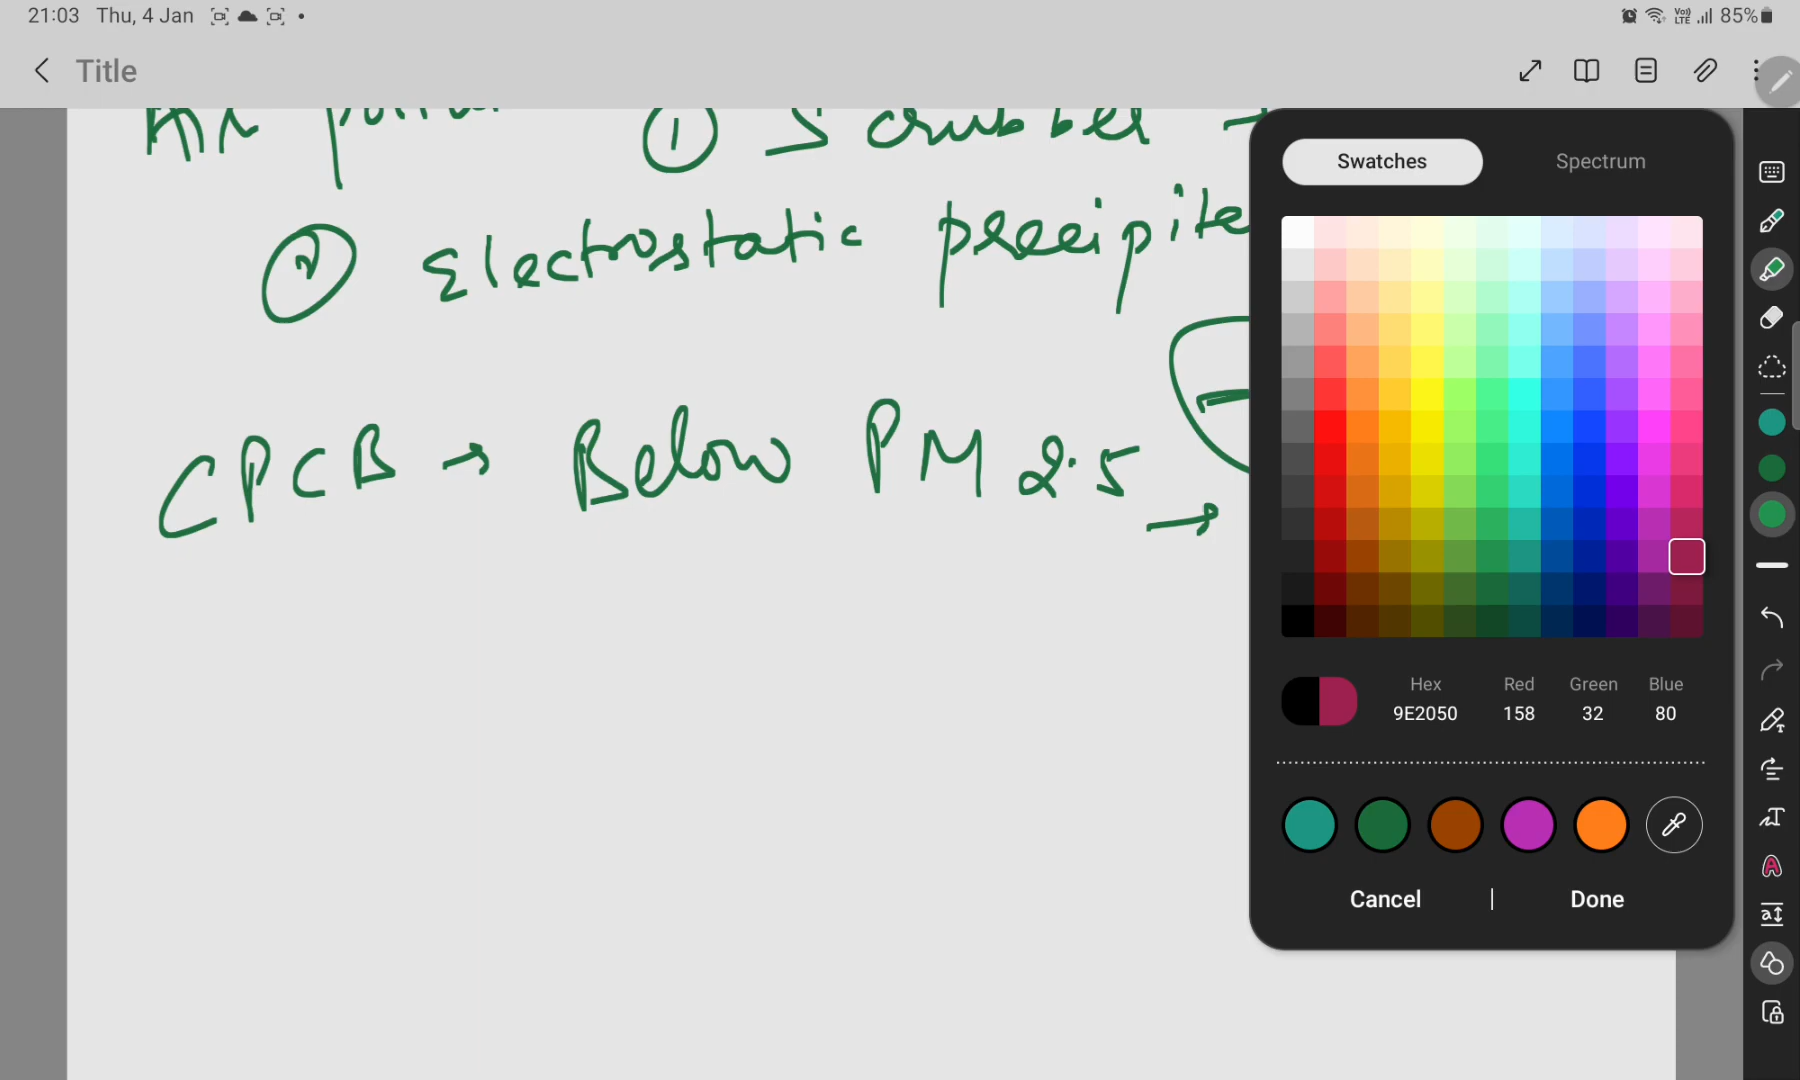 21:03 Thu, 4 Jan 85%
Title
① Scrubber →
② Electrostatic precipite
CPCB → Below PM 2.5 →
Swatches Spectrum
Hex Red Green Blue
9E2050 158 32 80
Cancel | Done